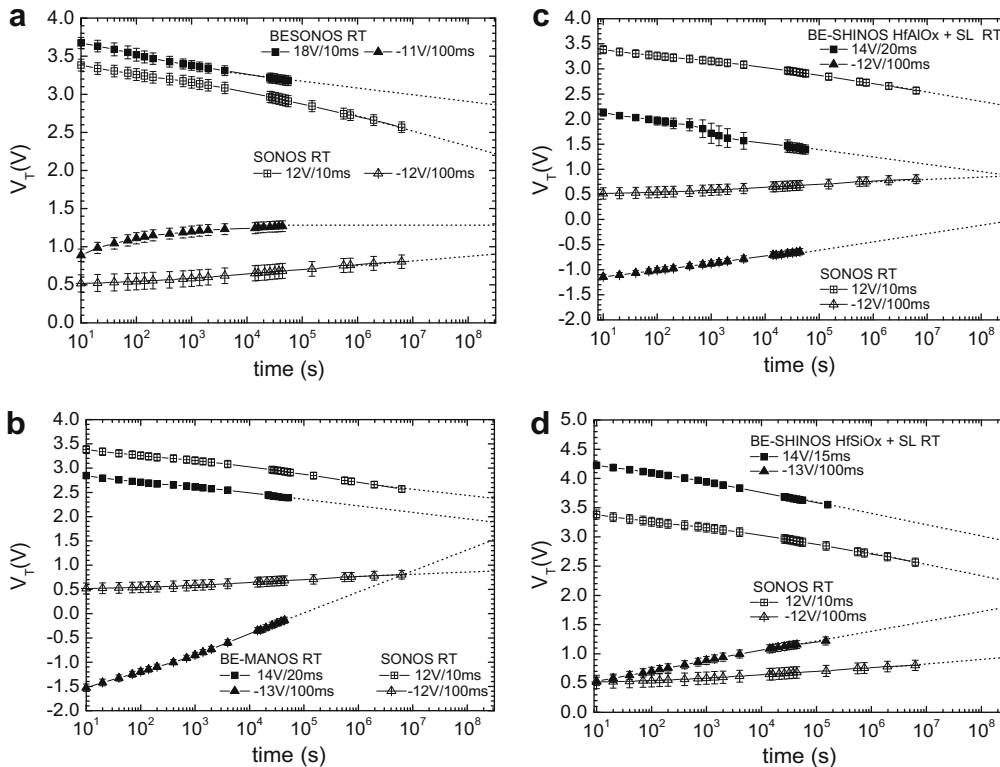 a
BESONOS RT
18V/10ms -11V/100ms
SONOS RT
12V/10ms -12V/100ms
4.0
3.5
3.0
2.5
2.0
1.5
1.0
0.5
0.0
V_T(V)
10^1 10^2 10^3 10^4 10^5 10^6 10^7 10^8
time (s)
c
BE-SHINOS HfAlOx + SL RT
14V/20ms
-12V/100ms
SONOS RT
12V/10ms
-12V/100ms
4.0
3.5
3.0
2.5
2.0
1.5
1.0
0.5
0.0
-0.5
-1.0
-1.5
-2.0
V_T(V)
10^1 10^2 10^3 10^4 10^5 10^6 10^7 10^8
time (s)
b
4.0
3.5
3.0
2.5
2.0
1.5
1.0
0.5
0.0
-0.5
-1.0
-1.5
-2.0
V_T(V)
BE-MANOS RT SONOS RT
14V/20ms 12V/10ms
-13V/100ms -12V/100ms
10^1 10^2 10^3 10^4 10^5 10^6 10^7 10^8
time (s)
d
BE-SHINOS HfSiOx + SL RT
14V/15ms
-13V/100ms
SONOS RT
12V/10ms
-12V/100ms
5.0
4.5
4.0
3.5
3.0
2.5
2.0
1.5
1.0
0.5
0.0
V_T(V)
10^1 10^2 10^3 10^4 10^5 10^6 10^7 10^8
time (s)